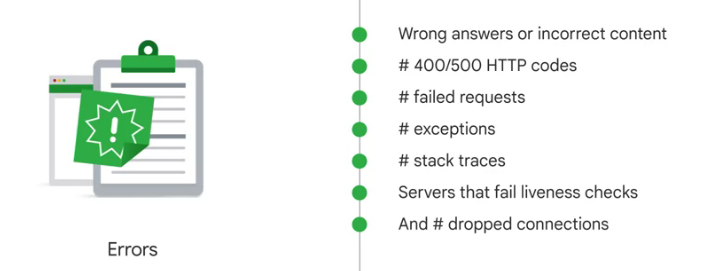 Errors
Wrong answers or incorrect content
# 400/500 HTTP codes
# failed requests
# exceptions
# stack traces
Servers that fail liveness checks
And # dropped connections